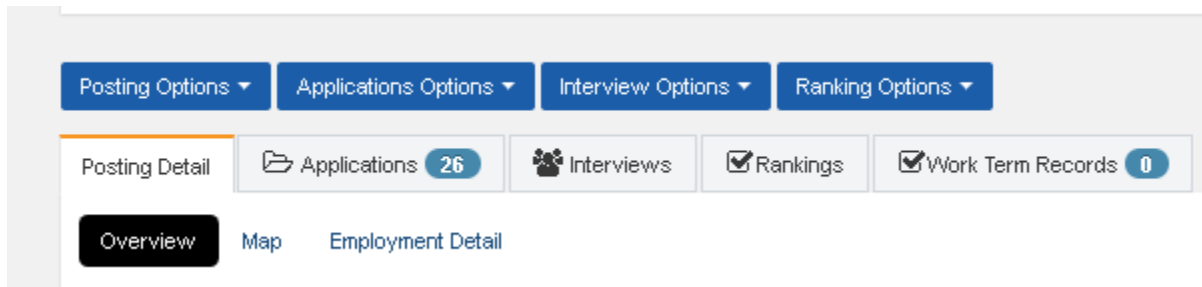 Posting Options Applications Options Interview Options Ranking Options
Posting Detail Applications 26 Interviews Rankings Work Term Records 0
Overview Map Employment Detail